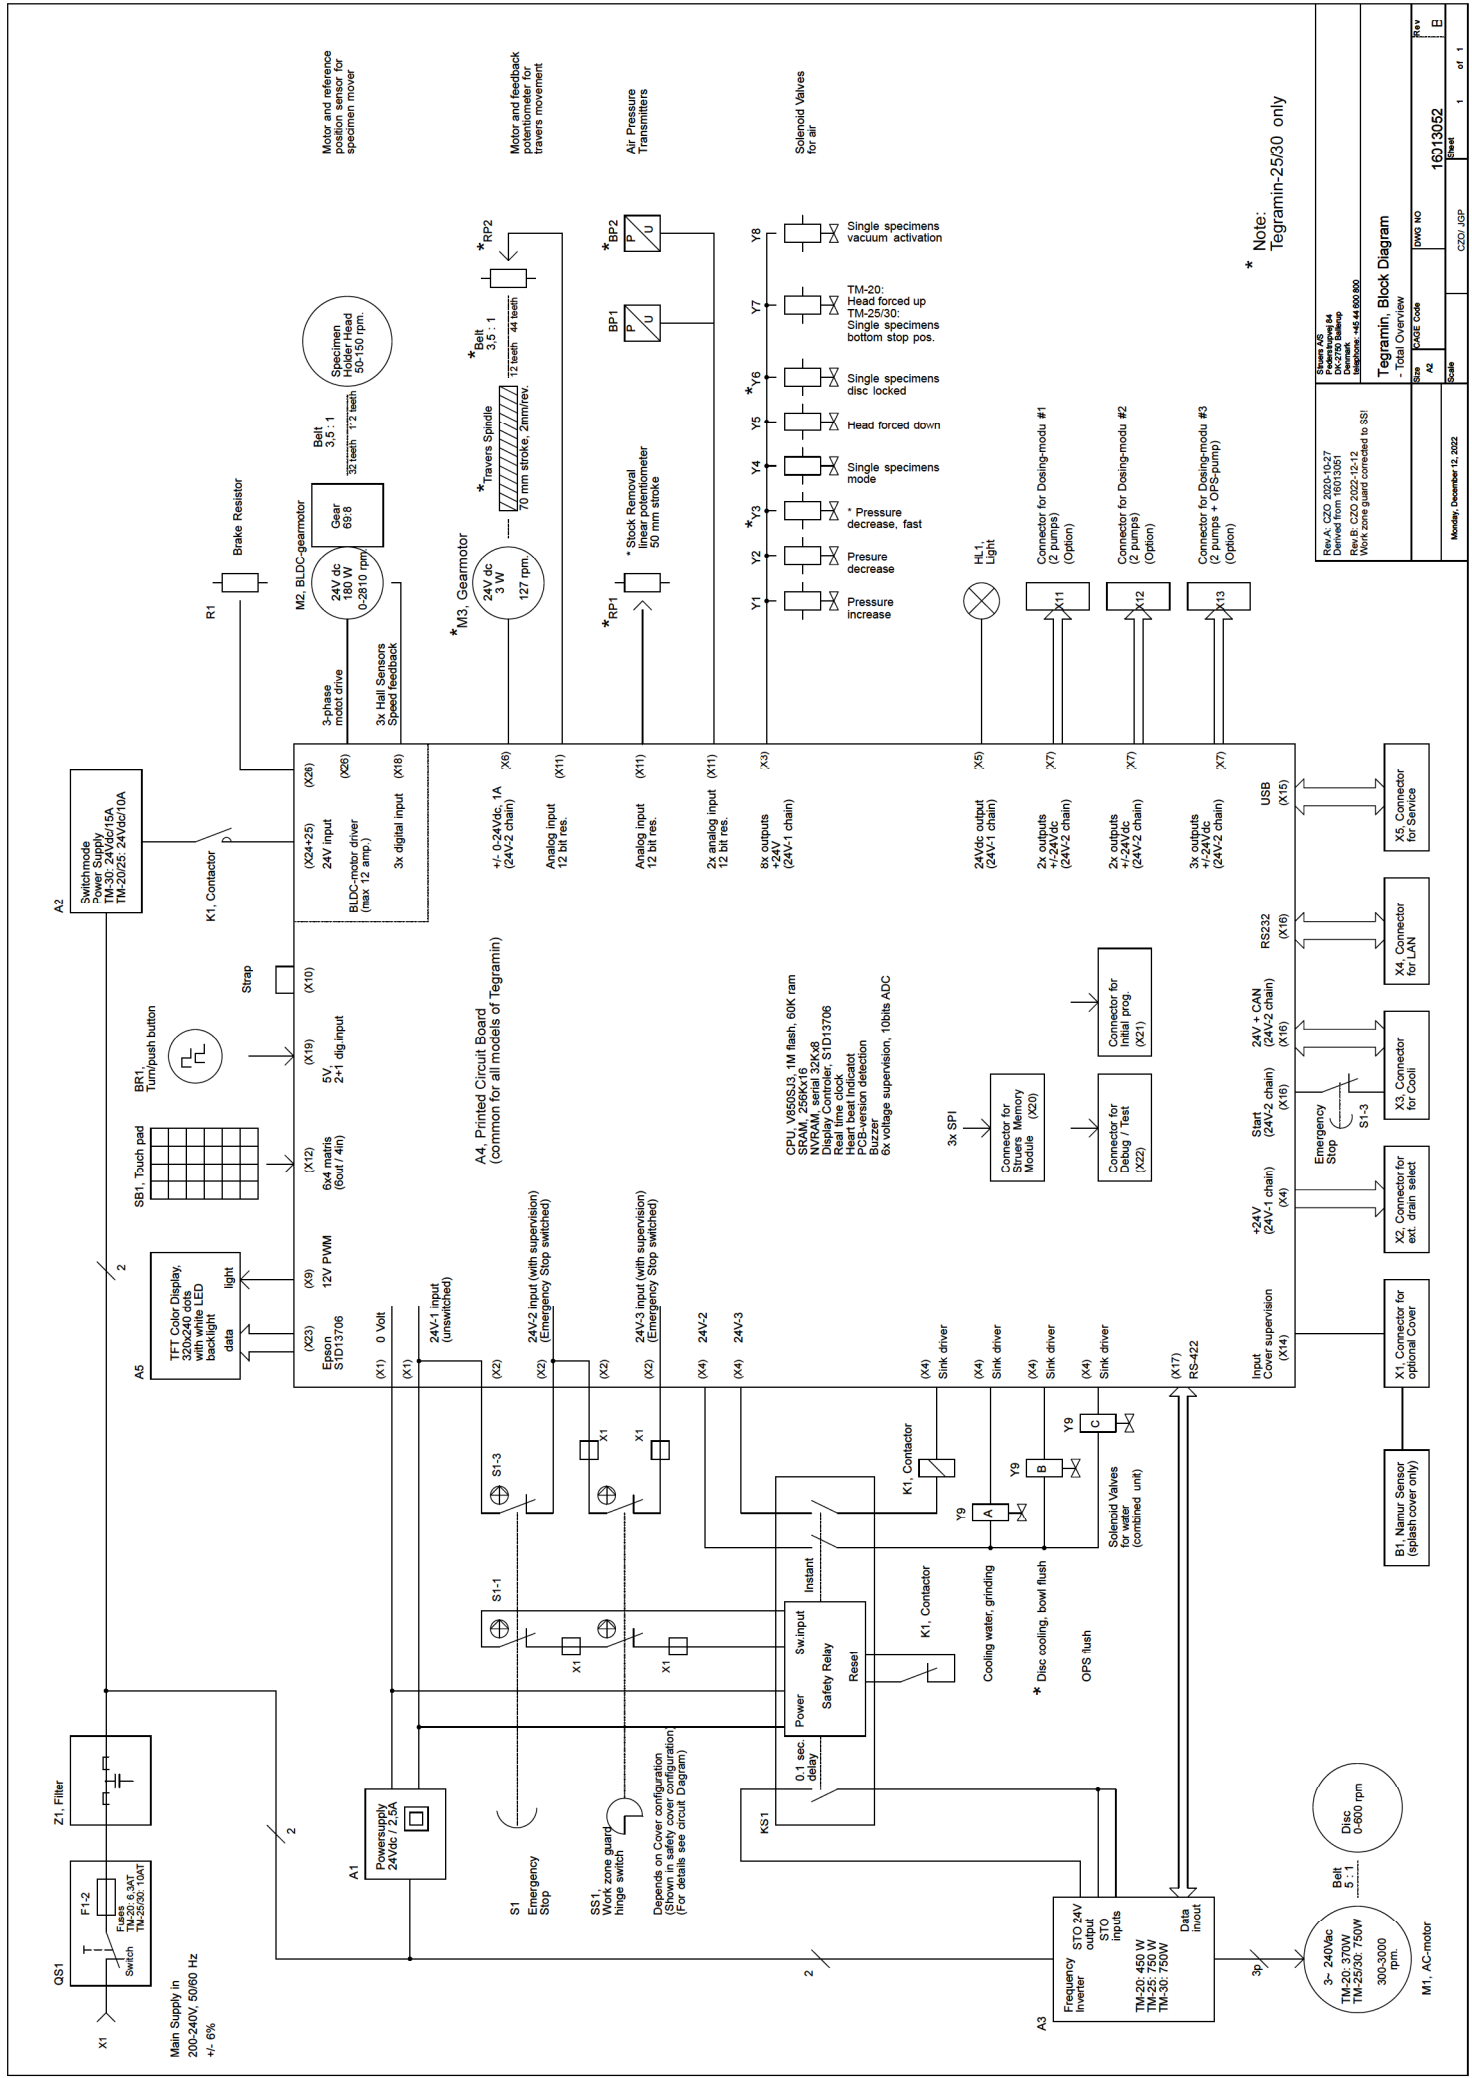 Main Supply in
200-240V, 50/60 Hz
+/- 6%
X1
QS1
Switch
F1-2
Fuses
TM-20: 6,3AT
TM-25/30: 10AT
Z1, Filter
2
2
A2
Switchmode
Power Supply
TM-30: 24Vdc/15A
TM-20/25: 24Vdc/10A
K1, Contactor
A1
Powersupply
24Vdc / 2,5A
A5
TFT Color Display,
320x240 dots
with white LED
backlight
data
light
SB1, Touch pad
BR1,
Turn/push button
Strap
R1
Brake Resistor
M2, BLDC-gearmotor
24V dc
180 W
0-2810 rpm.
Gear
69:8
Belt
3,5 : 1
32 teeth
1'2 teeth
Specimen
Holder Head
50-150 rpm.
Motor and reference
position sensor for
specimen mover
3-phase
motot drive
3x Hall Sensors
Speed feedback
(X23)
Epson
S1D13706
(X9)
12V PWM
(X12)
6x4 matris
(6out / 4in)
(X19)
5V,
2+1 dig.input
(X10)
(X24+25)
24V input
BLDC-motor driver
(max 12 amp.)
(X26)
(X26)
(X18)
3x digital input
(X1)
0 Volt
(X1)
24V-1 input
(unswitched)
(X2)
(X2)
24V-2 input (with supervision)
(Emergency Stop switched)
(X2)
(X2)
24V-3 input (with supervision)
(Emergency Stop switched)
(X4)
24V-2
(X4)
24V-3
A4, Printed Circuit Board
(common for all models of Tegramin)
CPU, V850SJ3, 1M flash, 60K ram
SRAM, 256Kx16
NVRAM, serial 32Kx8
Display Controler, S1D13706
Real time clock
Heart beat Indicator
PCB-version detection
Buzzer
6x voltage supervision, 10bits ADC
3x SPI
Connector for
Struers Memory
Module
(X20)
Connector for
Debug / Test
(X22)
Connector for
Initial prog.
(X21)
(X6)
+/- 0-24Vdc, 1A
(24V-2 chain)
(X11)
Analog input
12 bit res.
(X11)
Analog input
12 bit res.
(X11)
2x analog input
12 bit res.
X3)
8x outputs
+24V
(24V-1 chain)
X5)
24Vdc output
(24V-1 chain)
(X7)
2x outputs
+/-24Vdc
(24V-2 chain)
(X7)
2x outputs
+/-24Vdc
(24V-2 chain)
(X7)
3x outputs
+/-24Vdc
(24V-2 chain)
*M3, Gearmotor
24V dc
3 W
127 rpm.
*Travers Spindle
70 mm stroke, 2mm/rev.
*Belt
3,5 : 1
12 teeth
44 teeth
*RP2
Motor and feedback
potentiometer for
travers movement
*RP1
* Stock Removal
linear potentiometer
50 mm stroke
BP1
P
U
*BP2
P
U
Air Pressure
Transmitters
Y1
Pressure
increase
Y2
Presure
decrease
*Y3
* Pressure
decrease, fast
Y4
Single specimens
mode
Y5
Head forced down
*Y6
Single specimens
disc locked
Y7
TM-20:
Head forced up
TM-25/30:
Single specimens
bottom stop pos.
Y8
Single specimens
vacuum activation
Solenoid Valves
for air
HL1,
Light
X11
Connector for Dosing-modu #1
(2 pumps)
(Option)
X12
Connector for Dosing-modu #2
(2 pumps)
(Option)
X13
Connector for Dosing-modu #3
(2 pumps + OPS-pump)
(Option)
* Note:
Tegramin-25/30 only
S1
Emergency
Stop
S1-1
S1-3
X1
X1
X1
X1
SS1,
Work zone guard
hinge switch
Depends on Cover configuration
(Shown in safety cover configuration)
(For details see circuit Dagram)
KS1
0.1 sec.
delay
Power
Sw.input
Safety Relay
Reset
Instant
K1, Contactor
K1, Contactor
(X4)
Sink driver
(X4)
Sink driver
(X4)
Sink driver
(X4)
Sink driver
Y9
A
Y9
B
Y9
C
Cooling water, grinding
* Disc cooling, bowl flush
OPS flush
Solenoid Valves
for water
(combined unit)
A3
Frequency
Inverter
STO 24V
output
STO
inputs
TM-20: 450 W
TM-25: 750 W
TM-30: 750W
Data
in/out
2
3p
(X17)
RS-422
3~ 240Vac
TM-20: 370W
TM-25/30: 750W
300-3000
rpm.
M1, AC-motor
Belt
5 : 1
Disc
0-600 rpm
Input
Cover supervision
(X14)
+24V
(24V-1 chain)
(X4)
Start
(24V-2 chain)
(X16)
24V + CAN
(24V-2 chain)
(X16)
RS232
(X16)
USB
(X15)
Emergency
Stop
S1-3
B1, Namur Sensor
(splash cover only)
X1, Connector for
optional Cover
X2, Connector for
ext. drain select
X3, Connector
for Cooli
X4, Connector
for LAN
X5, Connector
for Service
Rev.A: CZO 2020-10-27
Derived from 16013051
Rev.B: CZO 2022-12-12
Work zone guard corrected to SS!
Monday, December 12, 2022
Struers A/S
Pederstrupvej 84
DK-2750 Ballerup
Denmark
telephone: +45 44 600 800
Tegramin, Block Diagram
- Total Overview
Size
A2
CAGE Code
DWG NO
16013052
Rev
B
Scale
CZO/ JGP
Sheet
1
of
1